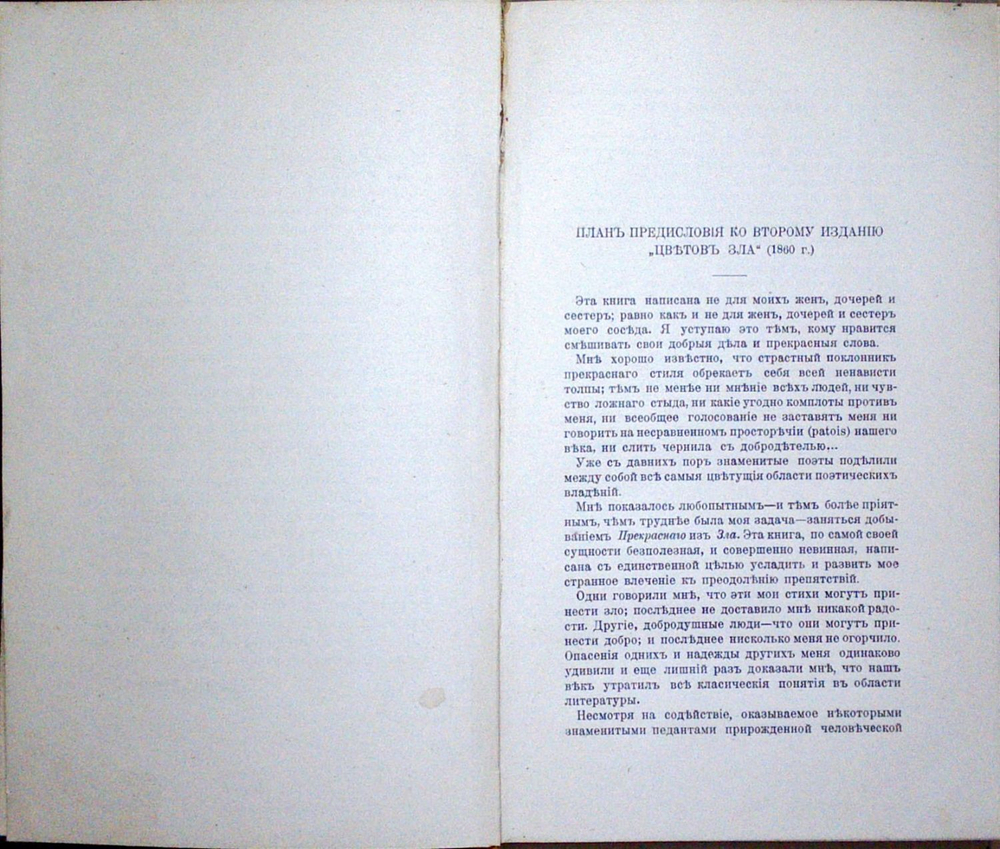 ПЛАНЪ ПРЕДИСЛОВІЯ КО ВТОРОМУ ИЗДАНІЮ
„ЦВѢТОВЪ ЗЛА“ (1860 г.)
Эта книга написана не для моихъ женъ, дочерей и
сестеръ; равно какъ и не для женъ, дочерей и сестеръ
моего сосѣда. Я уступаю это тѣмъ, кому нравится
смѣшивать свои добрыя дѣла и прекрасныя слова.
Мнѣ хорошо извѣстно, что страстный поклонникъ
прекраснаго стиля обрекаетъ себя всей ненависти
толпы; тѣмъ не менѣе ни мнѣніе всѣхъ людей, ни чув-
ство ложнаго стыда, ни какіе угодно комплоты противъ
меня, ни всеобщее голосованіе не заставятъ меня ни
говорить на несравненномъ просторѣчіи (patois) нашего
вѣка, ни слить чернила съ добродѣтелью...
Уже съ давнихъ поръ знаменитые поэты подѣлили
между собой всѣ самыя цвѣтущія области поэтическихъ
владѣній.
Мнѣ показалось любопытнымъ—и тѣмъ болѣе пріят-
нымъ, чѣмъ труднѣе была моя задача—заняться добы-
ваніемъ Прекраснаго изъ Зла. Эта книга, по самой своей
сущности безполезная, и совершенно невинная, напи-
сана съ единственной цѣлью усладить и развить мое
странное влеченіе къ преодолѣнію препятствій.
Одни говорили мнѣ, что эти мои стихи могутъ при-
нести зло; послѣднее не доставило мнѣ никакой радо-
сти. Другіе, добродушные люди—что они могутъ при-
нести добро; и послѣднее нисколько меня не огорчило.
Опасенія однихъ и надежды другихъ меня одинаково
удивили и еще лишній разъ доказали мнѣ, что нашъ
вѣкъ утратилъ всѣ класическія понятія въ области
литературы.
Несмотря на содѣйствіе, оказываемое нѣкоторыми
знаменитыми педантами прирожденной человѣческой